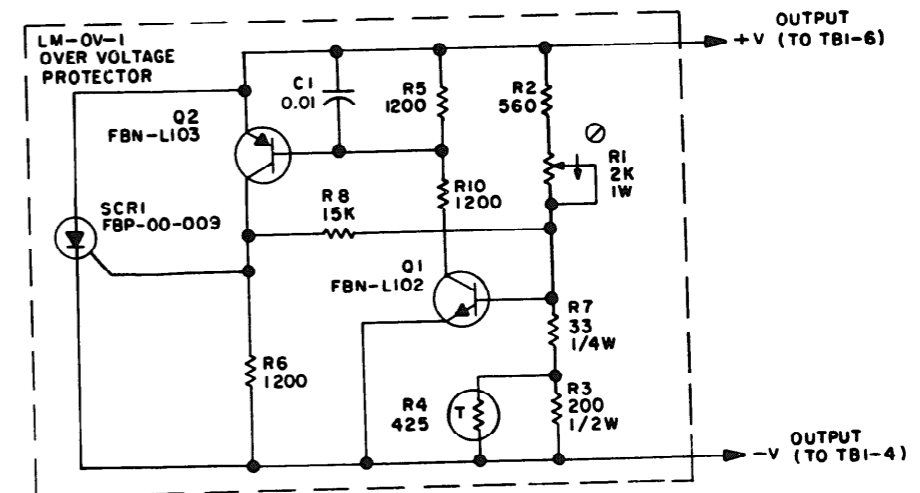 LM-OV-1
OVER VOLTAGE
PROTECTOR
OUTPUT
+V (TO TB1-6)
C1
0.01
R5
1200
R2
560
Q2
FBN-L103
R1
2K
1W
R10
1200
R8
15K
SCR1
FBP-00-009
Q1
FBN-L102
R7
33
1/4W
R6
1200
R4
425
T
R3
200
1/2W
OUTPUT
-V (TO TB1-4)